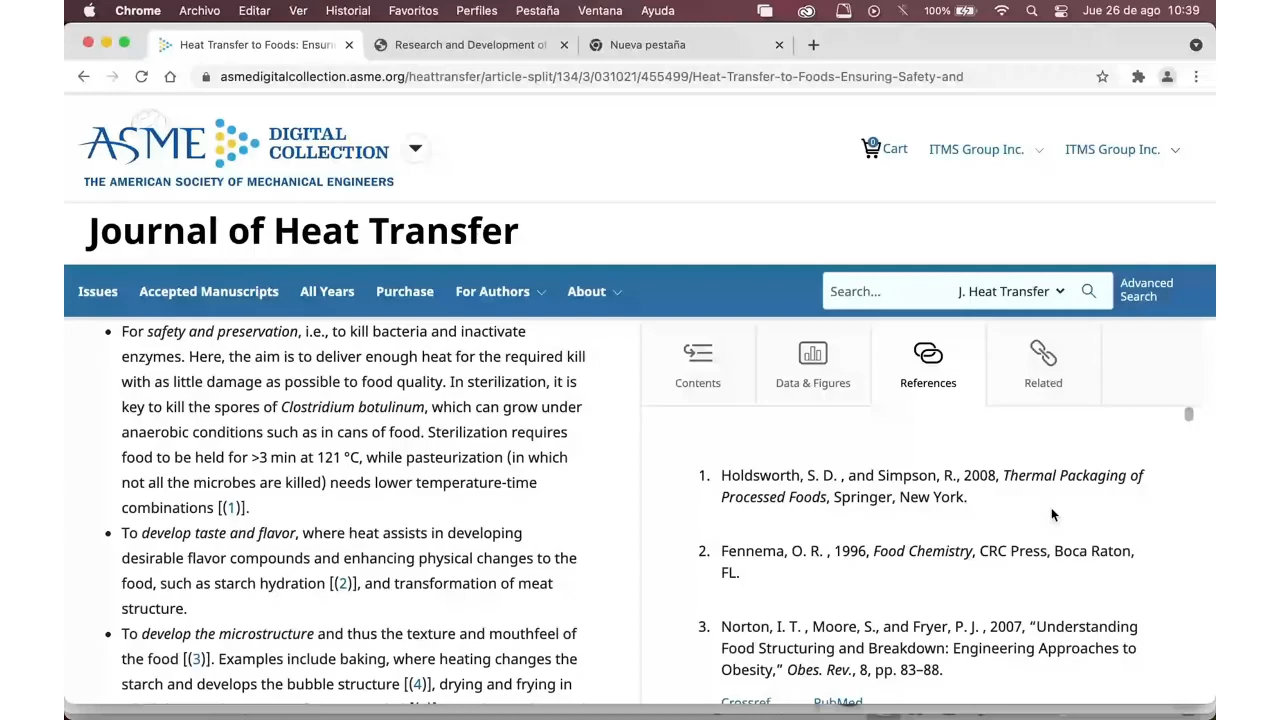 Chrome Archivo Editar Ver Historial Favoritos Perfiles Pestaña Ventana Ayuda 100% Jue 26 de ago 10:39
Heat Transfer to Foods: Ensuri
Research and Development of
Nueva pestaña
asmedigitalcollection.asme.org/heattransfer/article-split/134/3/031021/455499/Heat-Transfer-to-Foods-Ensuring-Safety-and
ASME DIGITAL COLLECTION
THE AMERICAN SOCIETY OF MECHANICAL ENGINEERS
0 Cart ITMS Group Inc. ITMS Group Inc.
Journal of Heat Transfer
Issues Accepted Manuscripts All Years Purchase For Authors About
Search... J. Heat Transfer
Advanced
Search
• For safety and preservation, i.e., to kill bacteria and inactivate
enzymes. Here, the aim is to deliver enough heat for the required kill
with as little damage as possible to food quality. In sterilization, it is
key to kill the spores of Clostridium botulinum, which can grow under
anaerobic conditions such as in cans of food. Sterilization requires
food to be held for >3 min at 121 °C, while pasteurization (in which
not all the microbes are killed) needs lower temperature-time
combinations [(1)].
• To develop taste and flavor, where heat assists in developing
desirable flavor compounds and enhancing physical changes to the
food, such as starch hydration [(2)], and transformation of meat
structure.
• To develop the microstructure and thus the texture and mouthfeel of
the food [(3)]. Examples include baking, where heating changes the
starch and develops the bubble structure [(4)], drying and frying in
Contents Data & Figures References Related
1. Holdsworth, S. D. , and Simpson, R., 2008, Thermal Packaging of
Processed Foods, Springer, New York.
2. Fennema, O. R. , 1996, Food Chemistry, CRC Press, Boca Raton,
FL.
3. Norton, I. T. , Moore, S., and Fryer, P. J. , 2007, “Understanding
Food Structuring and Breakdown: Engineering Approaches to
Obesity,” Obes. Rev., 8, pp. 83–88.
Crossref PubMed